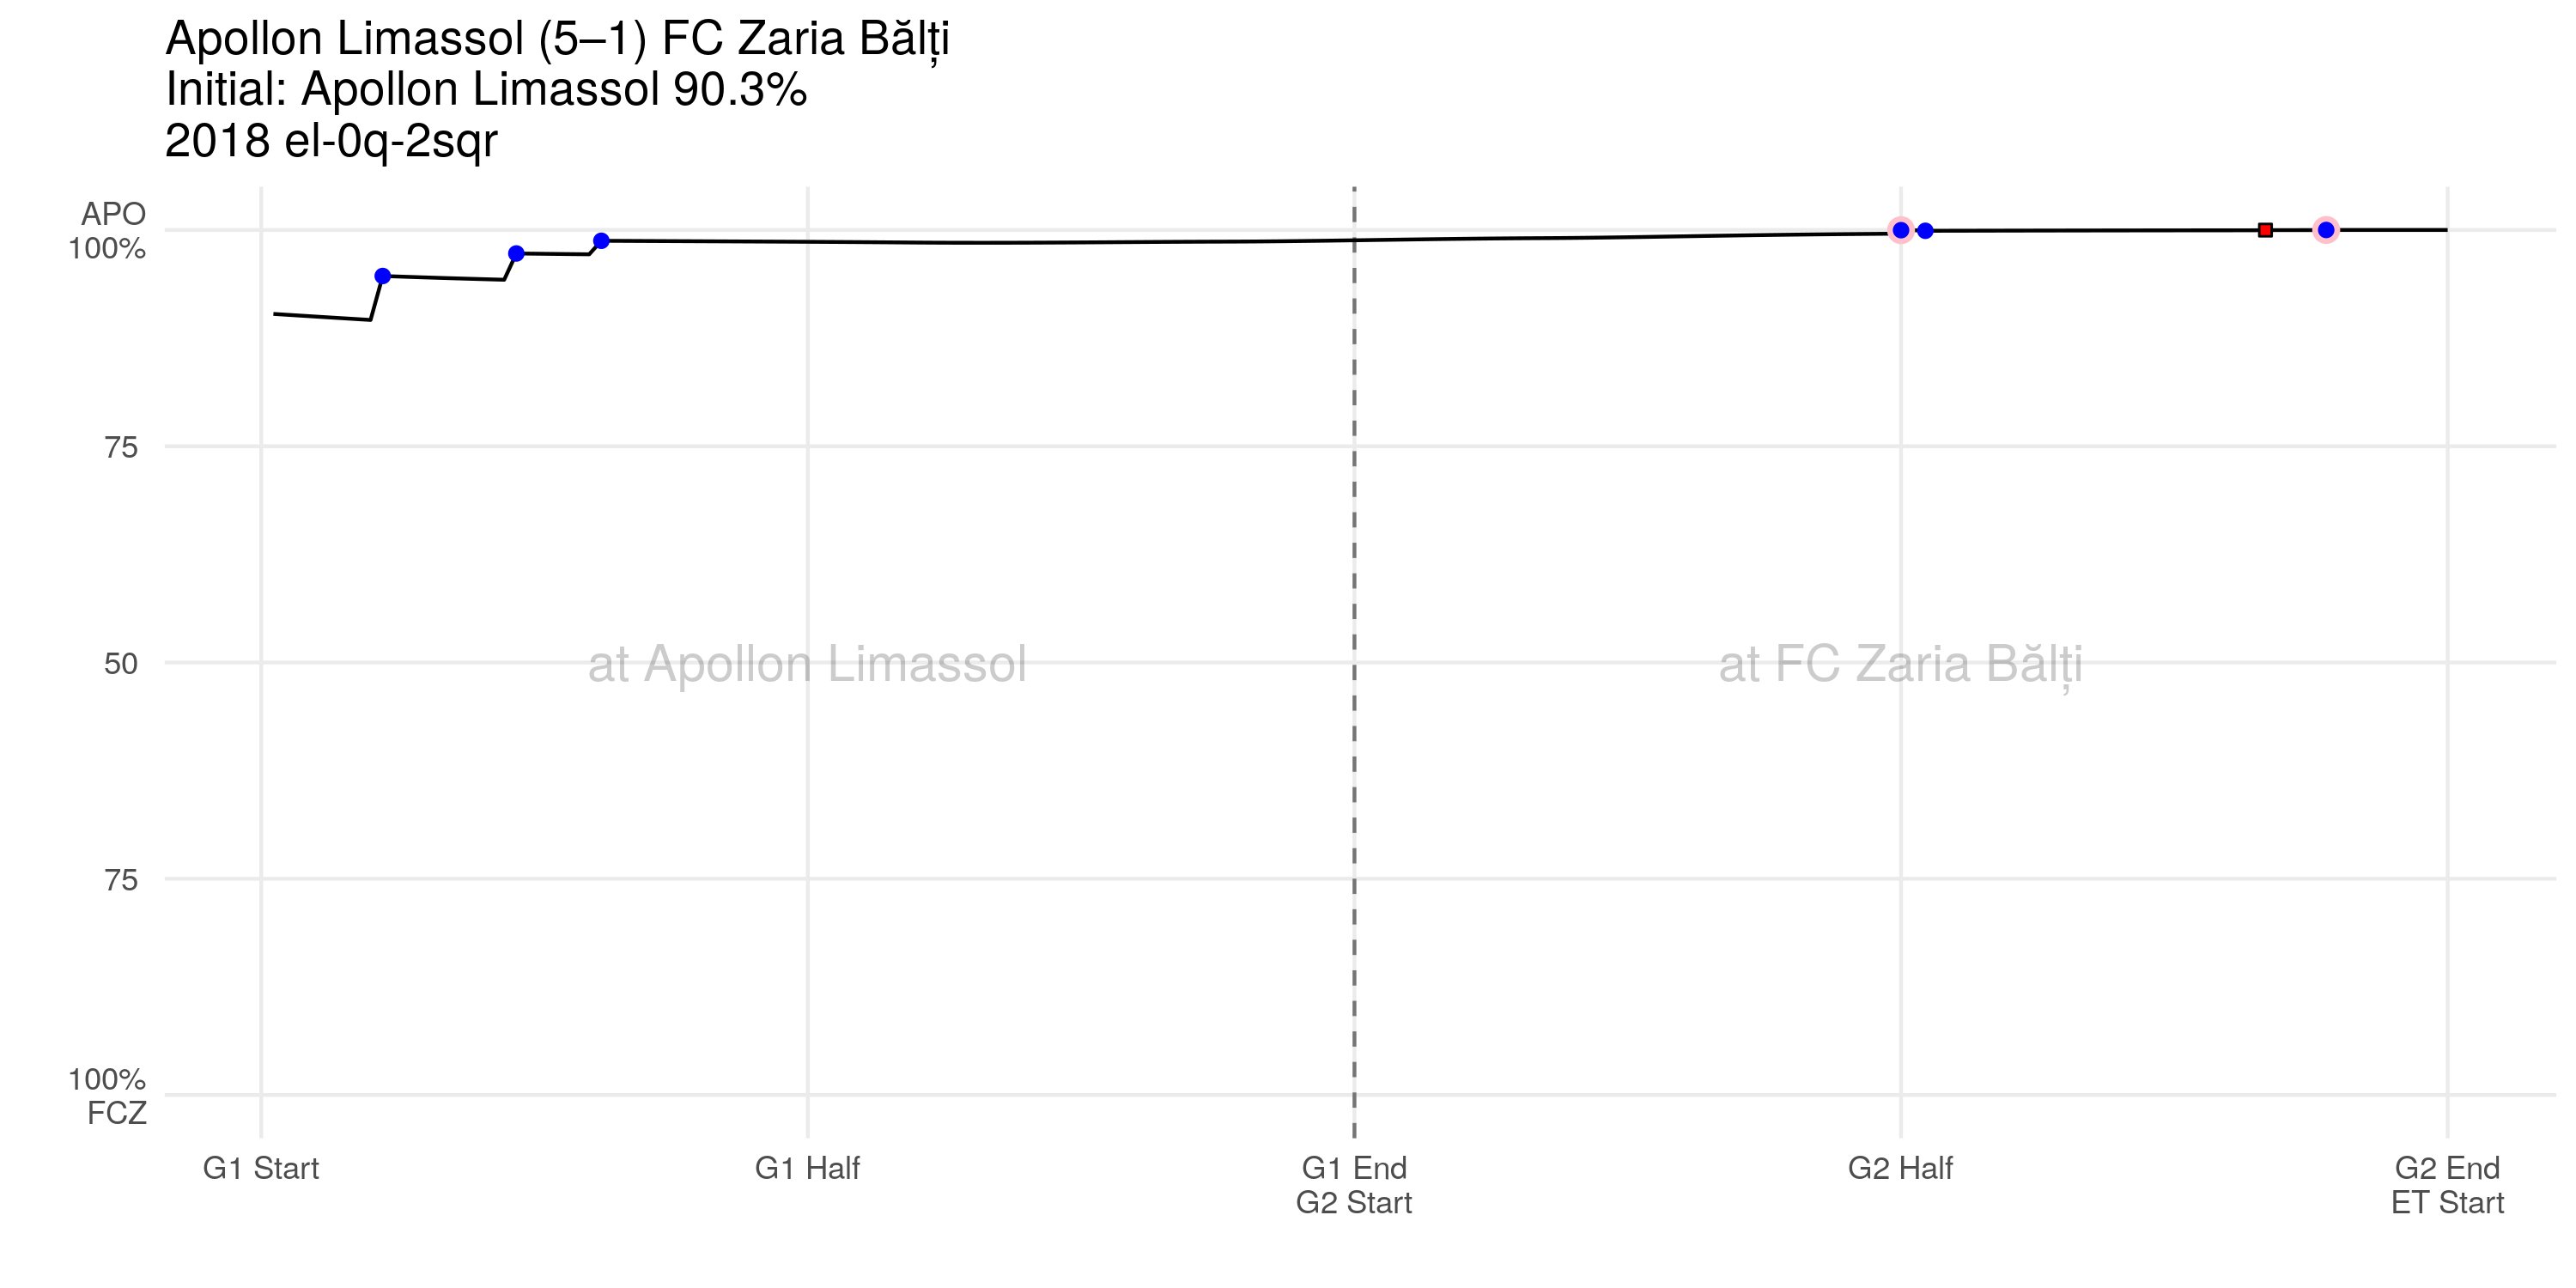 Apollon Limassol (5–1) FC Zaria Bălți
Initial: Apollon Limassol 90.3%
2018 el-0q-2sqr
APO
100%
75
50
75
100%
FCZ
at Apollon Limassol
at FC Zaria Bălți
G1 Start
G1 Half
G1 End
G2 Start
G2 Half
G2 End
ET Start